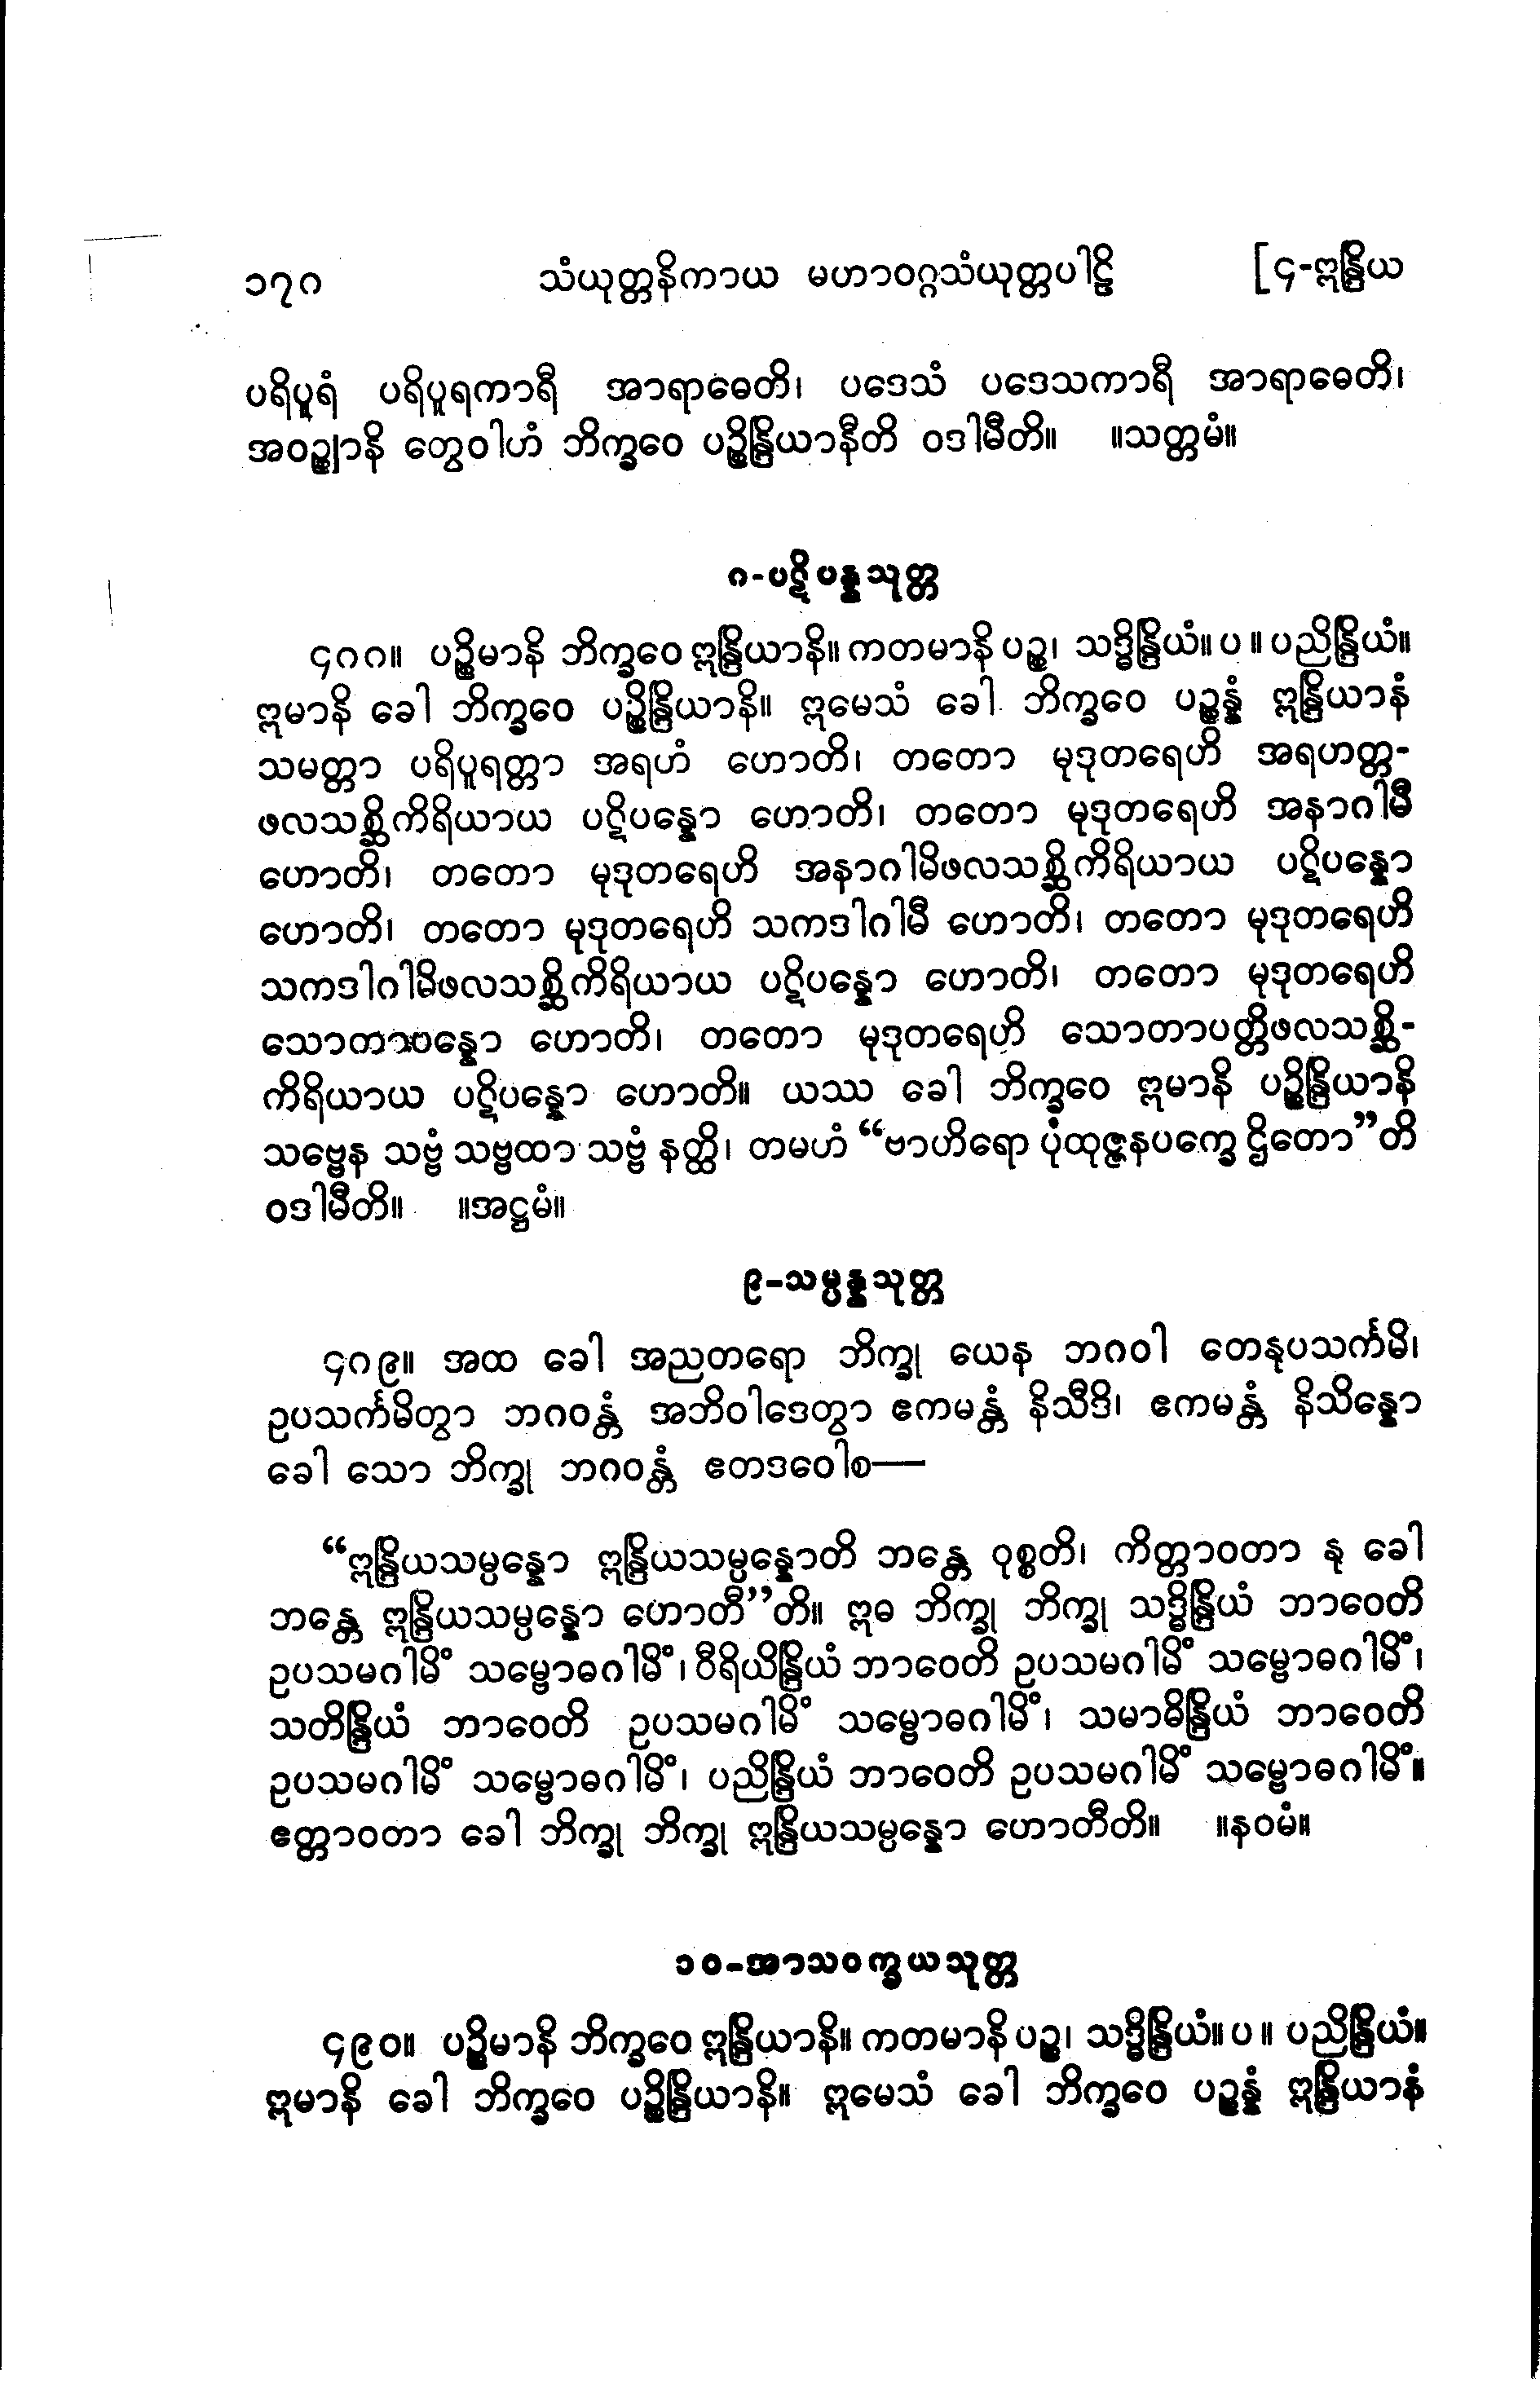 ၁၇၈ သံယုတ္တနိကာယ မဟာဝဂ္ဂသံယုတ္တပါဠိ [၄-ဣန္ဒြိယ
ပရိပူရံ ပရိပူရကာရီ အာရာဓေတိ၊ ပဒေသံ ပဒေသကာရီ အာရာဓေတိ၊
အဝဉ္ဈာနိ တွေဝါဟံ ဘိက္ခဝေ ပဉ္စိန္ဒြိယာနီတိ ဝဒါမီတိ။ ။သတ္တမံ။
၈-ပဋိပန္နသုတ္တ
၄၈၈။ ပဉ္စိမာနိ ဘိက္ခဝေ ဣန္ဒြိယာနိ။ ကတမာနိ ပဉ္စ၊ သဒ္ဓိန္ဒြိယံ။ ပ ။ ပညိန္ဒြိယံ။
ဣမာနိ ခေါ ဘိက္ခဝေ ပဉ္စိန္ဒြိယာနိ။ ဣမေသံ ခေါ ဘိက္ခဝေ ပဉ္စန္နံ ဣန္ဒြိယာနံ
သမတ္တာ ပရိပူရတ္တာ အရဟံ ဟောတိ၊ တတော မုဒုတရေဟိ အရဟတ္တ-
ဖလသစ္ဆိကိရိယာယ ပဋိပန္နော ဟောတိ၊ တတော မုဒုတရေဟိ အနာဂါမီ
ဟောတိ၊ တတော မုဒုတရေဟိ အနာဂါမိဖလသစ္ဆိကိရိယာယ ပဋိပန္နော
ဟောတိ၊ တတော မုဒုတရေဟိ သကဒါဂါမီ ဟောတိ၊ တတော မုဒုတရေဟိ
သကဒါဂါမိဖလသစ္ဆိကိရိယာယ ပဋိပန္နော ဟောတိ၊ တတော မုဒုတရေဟိ
သောတာပန္နော ဟောတိ၊ တတော မုဒုတရေဟိ သောတာပတ္တိဖလသစ္ဆိ-
ကိရိယာယ ပဋိပန္နော ဟောတိ။ ယဿ ခေါ ဘိက္ခဝေ ဣမာနိ ပဉ္စိန္ဒြိယာနိ
သဗ္ဗေန သဗ္ဗံ သဗ္ဗထာ သဗ္ဗံ နတ္ထိ၊ တမဟံ “ဗာဟိရော ပုထုဇ္ဇနပက္ခေ ဌိတော”တိ
ဝဒါမီတိ။ ။အဋ္ဌမံ။
၉-သမ္ပန္နသုတ္တ
၄၈၉။ အထ ခေါ အညတရော ဘိက္ခု ယေန ဘဂဝါ တေနုပသင်္ကမိ၊
ဥပသင်္ကမိတွာ ဘဂဝန္တံ အဘိဝါဒေတွာ ဧကမန္တံ နိသီဒိ၊ ဧကမန္တံ နိသိန္နော
ခေါ သော ဘိက္ခု ဘဂဝန္တံ ဧတဒဝေါစ—
“ဣန္ဒြိယသမ္ပန္နော ဣန္ဒြိယသမ္ပန္နောတိ ဘန္တေ ဝုစ္စတိ၊ ကိတ္တာဝတာ နု ခေါ
ဘန္တေ ဣန္ဒြိယသမ္ပန္နော ဟောတီ”တိ။ ဣဓ ဘိက္ခု ဘိက္ခု သဒ္ဓိန္ဒြိယံ ဘာဝေတိ
ဥပသမဂါမိံ သမ္ဗောဓဂါမိံ၊ ဝီရိယိန္ဒြိယံ ဘာဝေတိ ဥပသမဂါမိံ သမ္ဗောဓဂါမိံ၊
သတိန္ဒြိယံ ဘာဝေတိ ဥပသမဂါမိံ သမ္ဗောဓဂါမိံ၊ သမာဓိန္ဒြိယံ ဘာဝေတိ
ဥပသမဂါမိံ သမ္ဗောဓဂါမိံ၊ ပညိန္ဒြိယံ ဘာဝေတိ ဥပသမဂါမိံ သမ္ဗောဓဂါမိံ။
ဧတ္တာဝတာ ခေါ ဘိက္ခု ဘိက္ခု ဣန္ဒြိယသမ္ပန္နော ဟောတီတိ။ ။နဝမံ။
၁၀-အာသဝက္ခယသုတ္တ
၄၉၀။ ပဉ္စိမာနိ ဘိက္ခဝေ ဣန္ဒြိယာနိ။ ကတမာနိ ပဉ္စ၊ သဒ္ဓိန္ဒြိယံ။ ပ ။ ပညိန္ဒြိယံ။
ဣမာနိ ခေါ ဘိက္ခဝေ ပဉ္စိန္ဒြိယာနိ။ ဣမေသံ ခေါ ဘိက္ခဝေ ပဉ္စန္နံ ဣန္ဒြိယာနံ